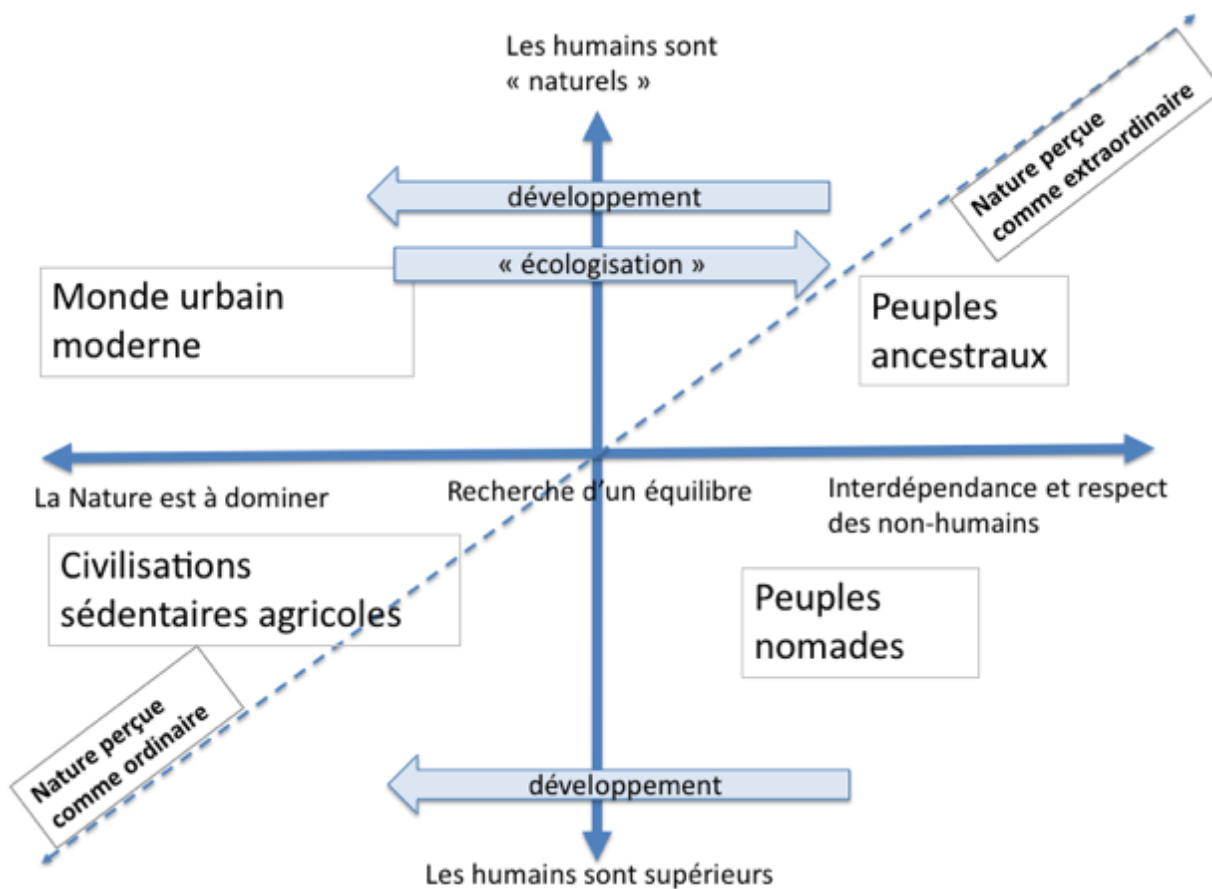 Les humains sont
« naturels »
Nature perçue
comme extraordinaire
développement
« écologisation »
Monde urbain
moderne
Peuples
ancestraux
La Nature est à dominer
Recherche d'un équilibre
Interdépendance et respect
des non-humains
Civilisations
sédentaires agricoles
Peuples
nomades
Nature perçue
comme ordinaire
développement
Les humains sont supérieurs